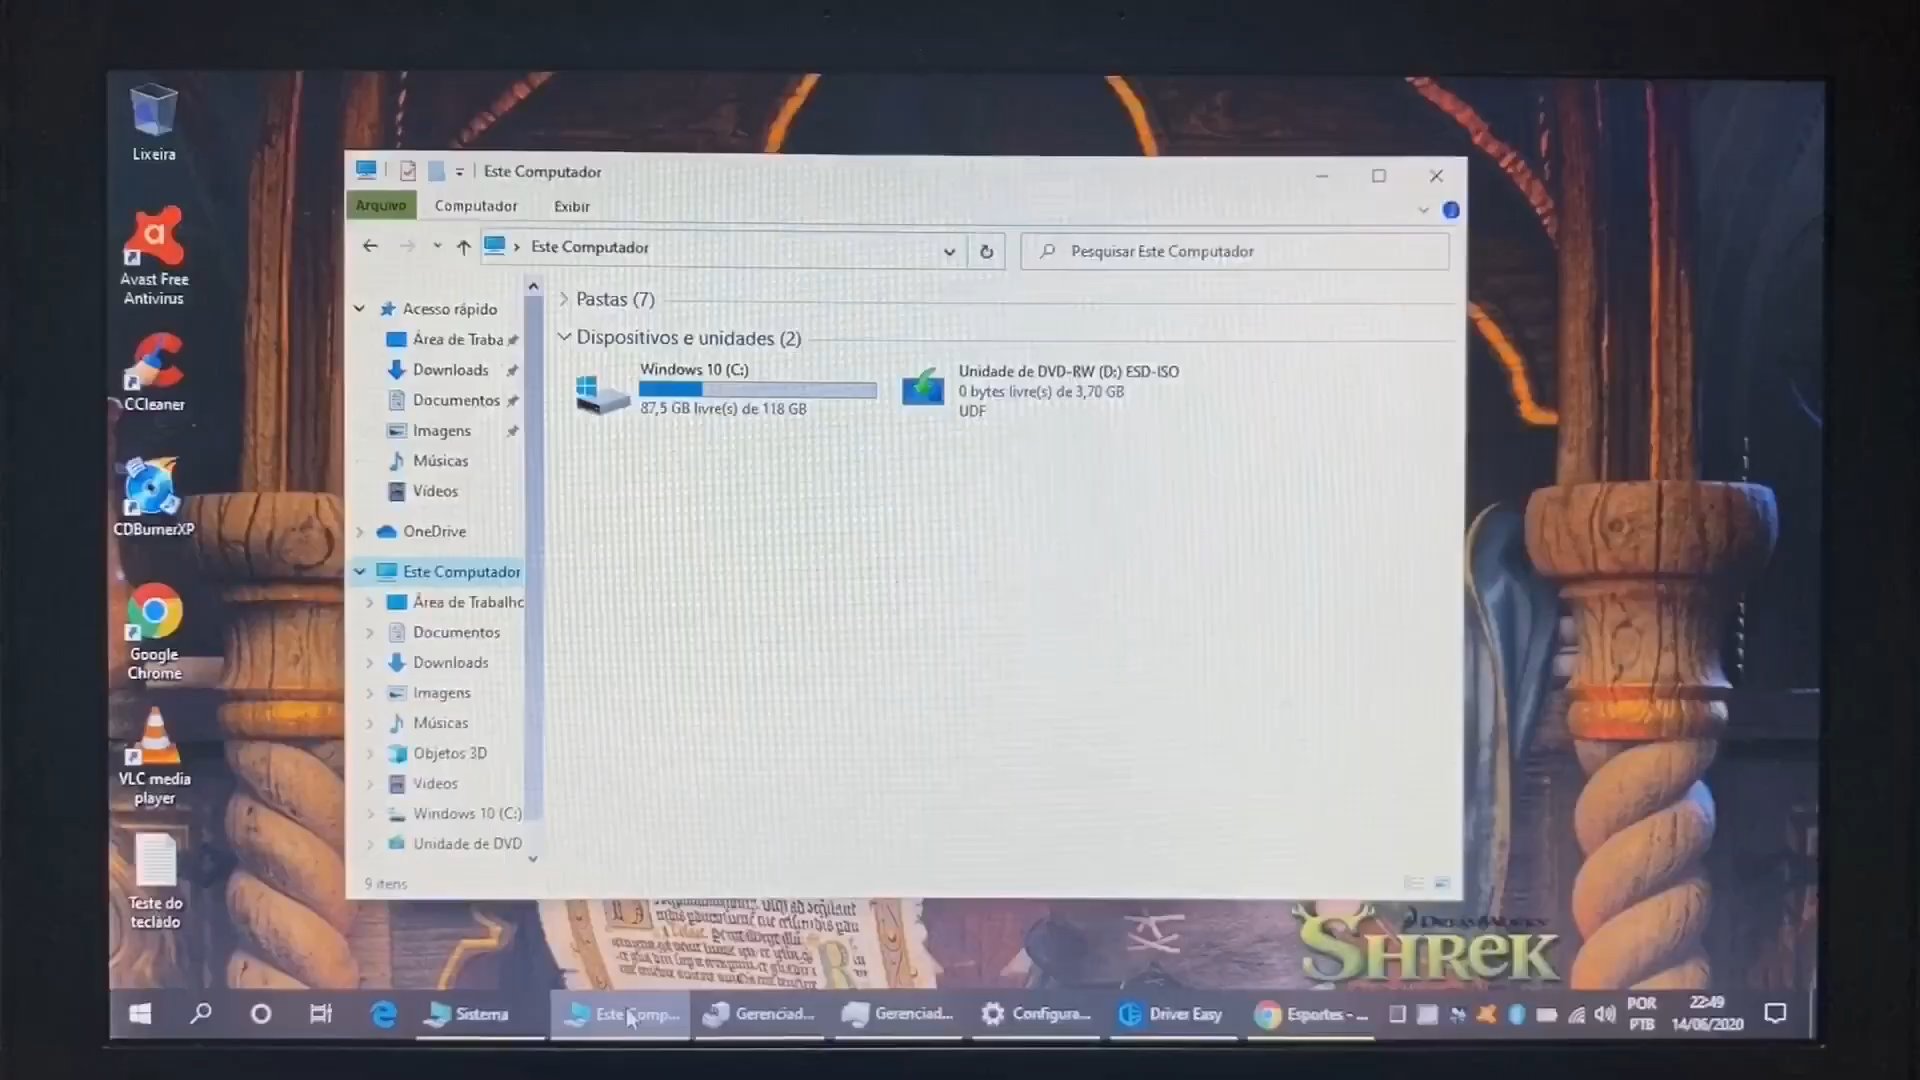 Lixeira
Avast Free
Antivirus
CCleaner
CDBurnerXP
Google
Chrome
VLC media
player
Teste do
teclado
Este Computador
Arquivo
Computador
Exibir
Este Computador
Pesquisar Este Computador
Acesso rápido
Área de Traba
Downloads
Documentos
Imagens
Músicas
Vídeos
OneDrive
Este Computador
Área de Trabalho
Documentos
Downloads
Imagens
Músicas
Objetos 3D
Vídeos
Windows 10 (C:)
Unidade de DVD
9 itens
Pastas (7)
Dispositivos e unidades (2)
Windows 10 (C:)
87,5 GB livre(s) de 118 GB
Unidade de DVD-RW (D:) ESD-ISO
0 bytes livre(s) de 3,70 GB
UDF
DREAMWORKS
SHREK
Sistema
Este Comp...
Gerenciad...
Gerenciad...
Configura...
Driver Easy
Esportes - ...
POR
PTB
22:49
14/06/2020